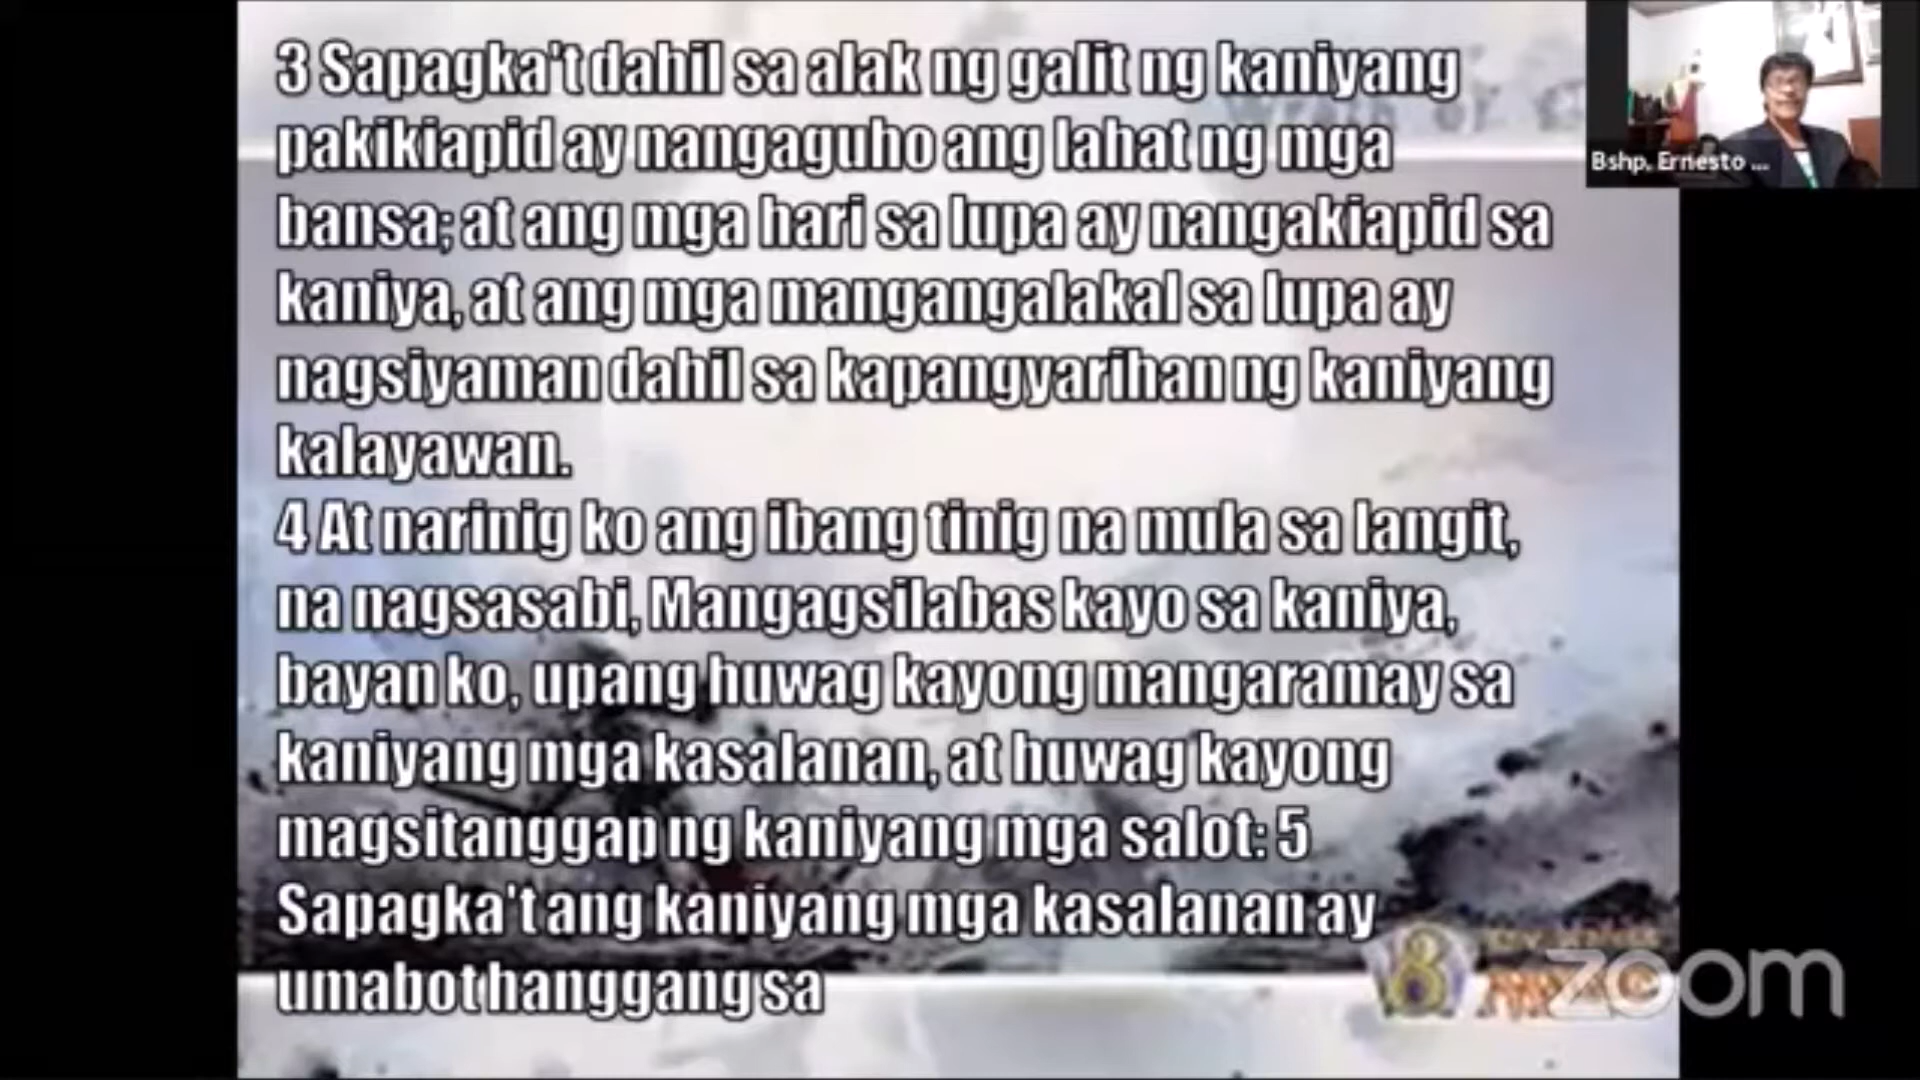 3 Sapagka't dahil sa alak ng galit ng kaniyang
pakikiapid ay nangaguho ang lahat ng mga
bansa; at ang mga hari sa lupa ay nangakiapid sa
kaniya, at ang mga mangangalakal sa lupa ay
nagsiyaman dahil sa kapangyarihan ng kaniyang
kalayawan.
4 At narinig ko ang ibang tinig na mula sa langit,
na nagsasabi, Mangagsilabas kayo sa kaniya,
bayan ko, upang huwag kayong mangaramay sa
kaniyang mga kasalanan, at huwag kayong
magsitanggap ng kaniyang mga salot: 5
Sapagka't ang kaniyang mga kasalanan ay
umabot hanggang sa
Bshp. Ernesto ...
zoom